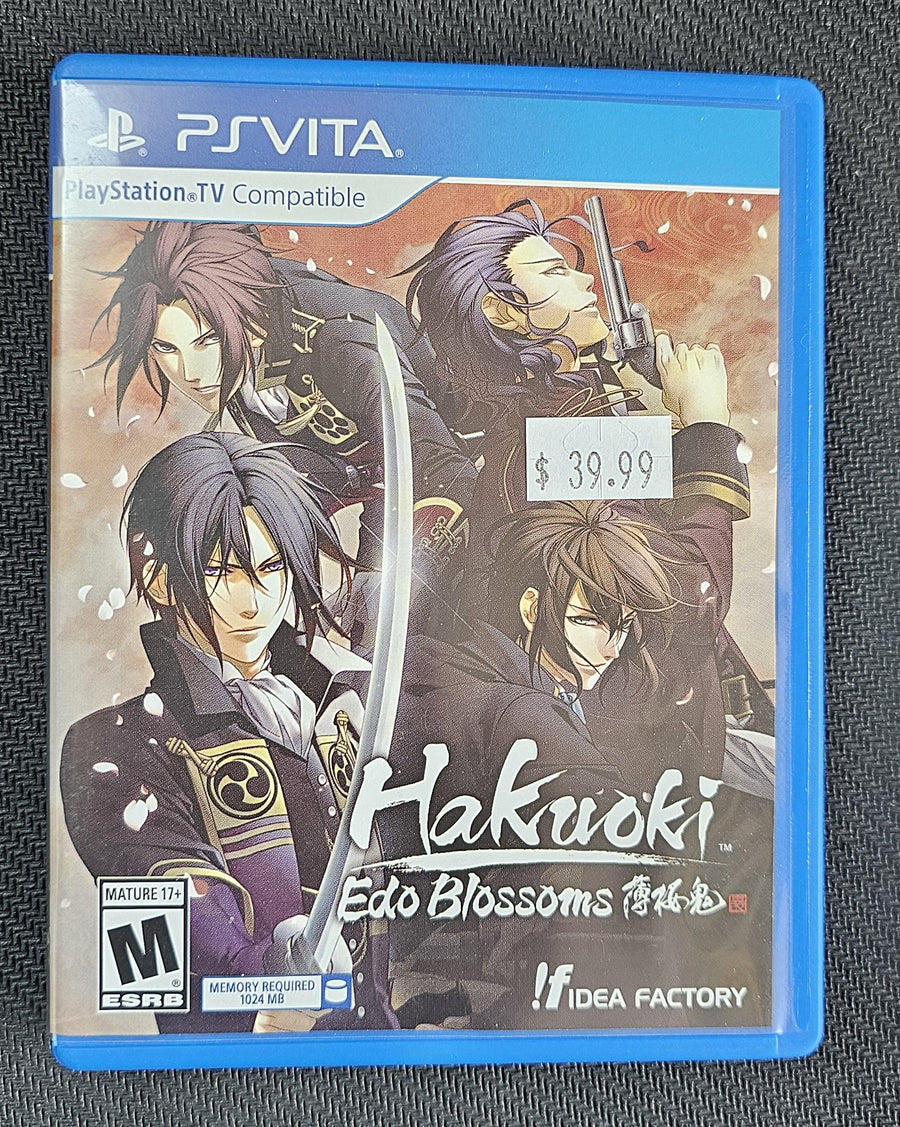 PSVITA®
PlayStation®TV Compatible
$ 39.99
Hakuoki™
Edo Blossoms 薄桜鬼
MATURE 17+
M
®
ESRB
MEMORY REQUIRED
1024 MB
!f IDEA FACTORY